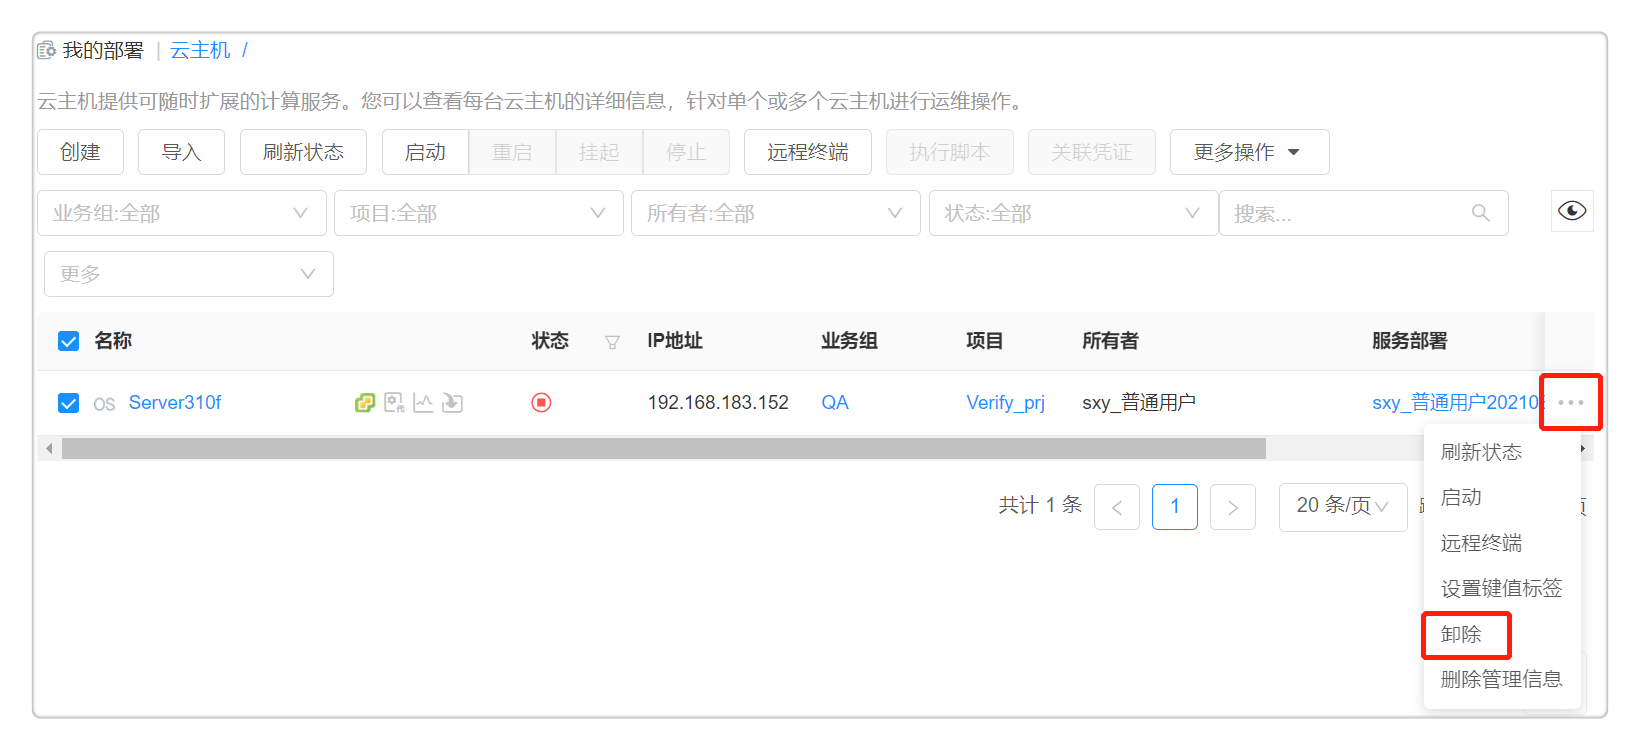 我的部署 | 云主机 /
云主机提供可随时扩展的计算服务。您可以查看每台云主机的详细信息，针对单个或多个云主机进行运维操作。
创建 导入 刷新状态 启动 重启 挂起 停止 远程终端 执行脚本 关联凭证 更多操作
业务组:全部 项目:全部 所有者:全部 状态:全部 搜索...
更多
名称 状态 IP地址 业务组 项目 所有者 服务部署
OS Server310f 192.168.183.152 QA Verify_prj sxy_普通用户 sxy_普通用户20210
共计 1 条 < 1 > 20 条/页
刷新状态
启动
远程终端
设置键值标签
卸除
删除管理信息